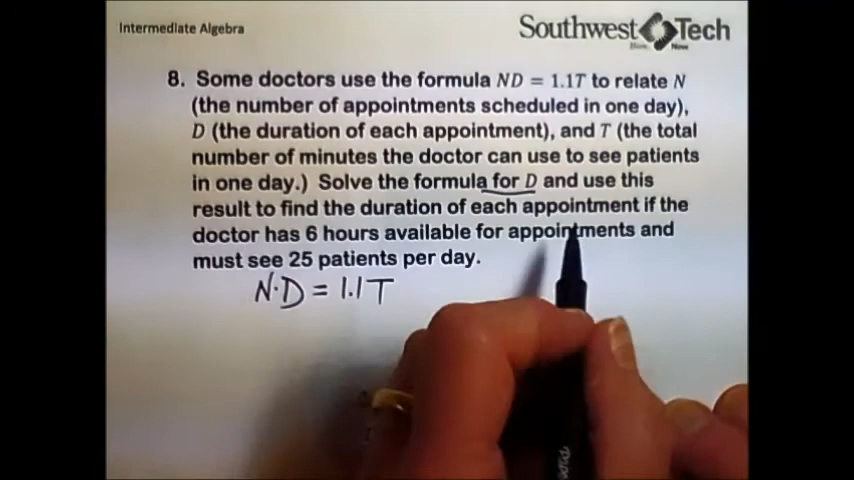 Intermediate Algebra
Southwest Tech
8. Some doctors use the formula ND = 1.1T to relate N
(the number of appointments scheduled in one day),
D (the duration of each appointment), and T (the total
number of minutes the doctor can use to see patients
in one day.) Solve the formula for D and use this
result to find the duration of each appointment if the
doctor has 6 hours available for appointments and
must see 25 patients per day.
N·D = 1.1T